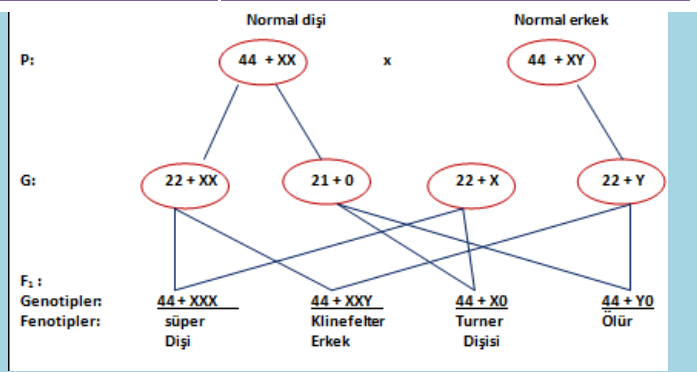 Normal dişi Normal erkek
P: 44 + XX x 44 + XY
G: 22 + XX 21 + 0 22 + X 22 + Y
F₁ :
Genotipler: 44 + XXX 44 + XXY 44 + X0 44 + Y0
Fenotipler: süper Klinefelter Turner Ölür
Dişi Erkek Dişisi